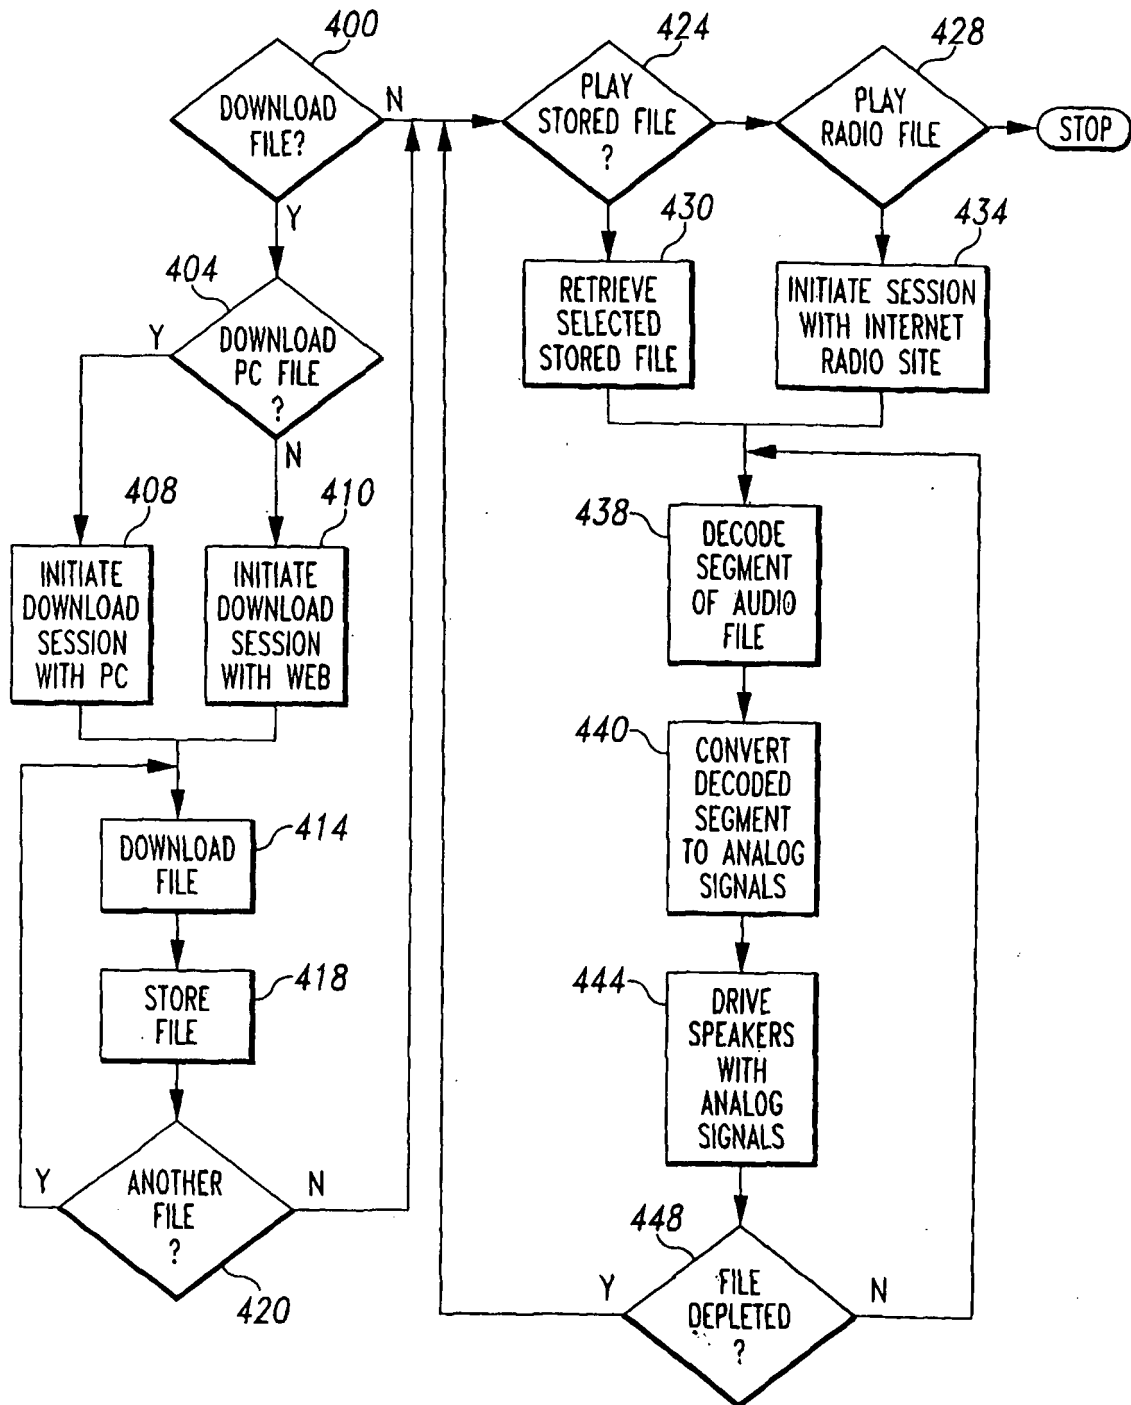 400
DOWNLOAD
FILE?
N
Y
424
PLAY
STORED FILE
?
428
PLAY
RADIO FILE
STOP
404
DOWNLOAD
PC FILE
?
Y
N
430
RETRIEVE
SELECTED
STORED FILE
434
INITIATE SESSION
WITH INTERNET
RADIO SITE
408
INITIATE
DOWNLOAD
SESSION
WITH PC
410
INITIATE
DOWNLOAD
SESSION
WITH WEB
438
DECODE
SEGMENT
OF AUDIO
FILE
414
DOWNLOAD
FILE
440
CONVERT
DECODED
SEGMENT
TO ANALOG
SIGNALS
418
STORE
FILE
444
DRIVE
SPEAKERS
WITH
ANALOG
SIGNALS
Y
ANOTHER
FILE
?
N
420
448
Y
FILE
DEPLETED
?
N